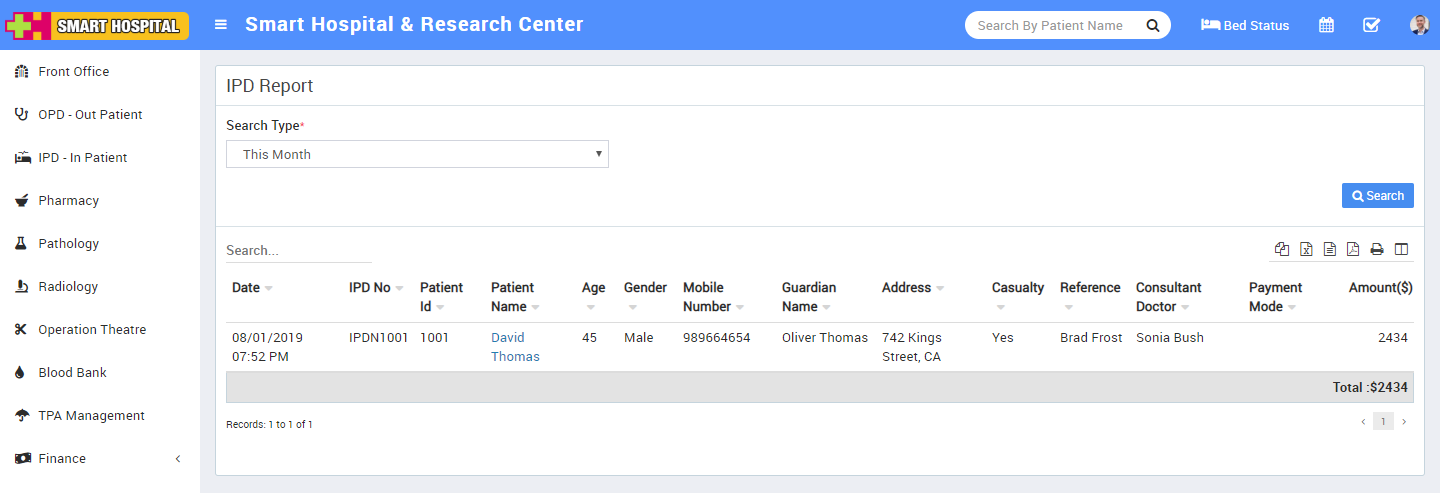 SMART HOSPITAL
Smart Hospital & Research Center
Search By Patient Name
Bed Status
Front Office
OPD - Out Patient
IPD - In Patient
Pharmacy
Pathology
Radiology
Operation Theatre
Blood Bank
TPA Management
Finance
IPD Report
Search Type*
This Month
Search
Search...
Date IPD No Patient Id Patient Name Age Gender Mobile Number Guardian Name Address Casualty Reference Consultant Doctor Payment Mode Amount($)
08/01/2019 07:52 PM IPDN1001 1001 David Thomas 45 Male 989664654 Oliver Thomas 742 Kings Street, CA Yes Brad Frost Sonia Bush 2434
Total :$2434
Records: 1 to 1 of 1
1